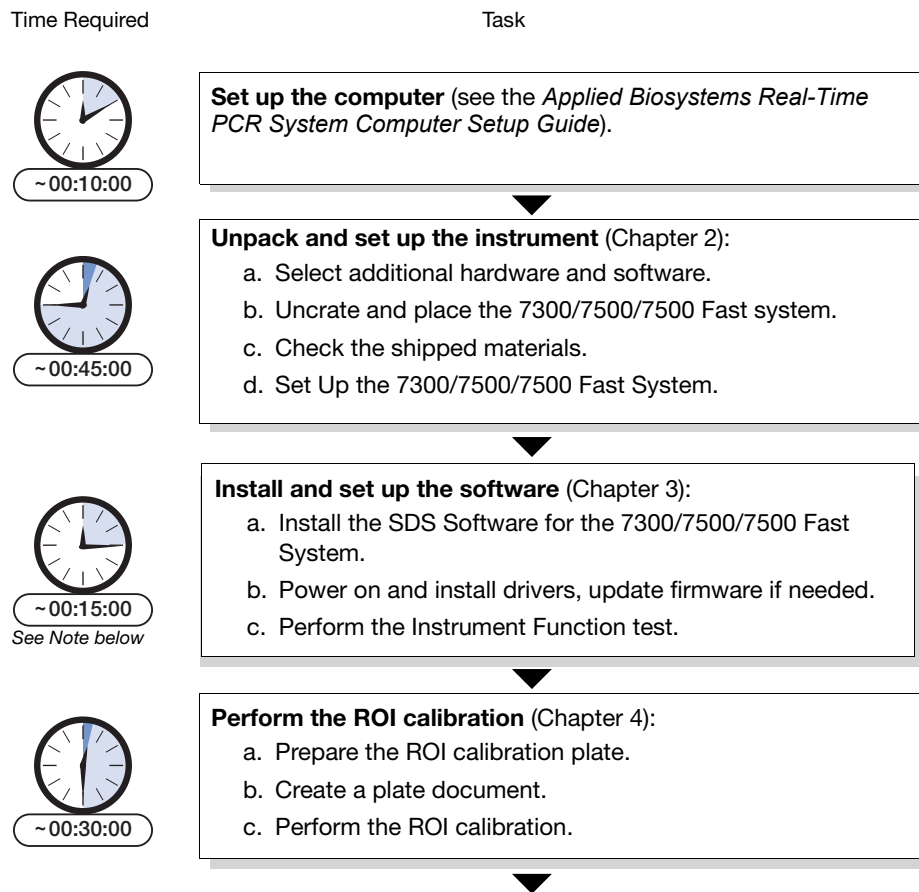 Time Required
Task
~00:10:00
Set up the computer (see the Applied Biosystems Real-Time
PCR System Computer Setup Guide).
~00:45:00
Unpack and set up the instrument (Chapter 2):
a. Select additional hardware and software.
b. Uncrate and place the 7300/7500/7500 Fast system.
c. Check the shipped materials.
d. Set Up the 7300/7500/7500 Fast System.
~00:15:00
See Note below
Install and set up the software (Chapter 3):
a. Install the SDS Software for the 7300/7500/7500 Fast
System.
b. Power on and install drivers, update firmware if needed.
c. Perform the Instrument Function test.
~00:30:00
Perform the ROI calibration (Chapter 4):
a. Prepare the ROI calibration plate.
b. Create a plate document.
c. Perform the ROI calibration.